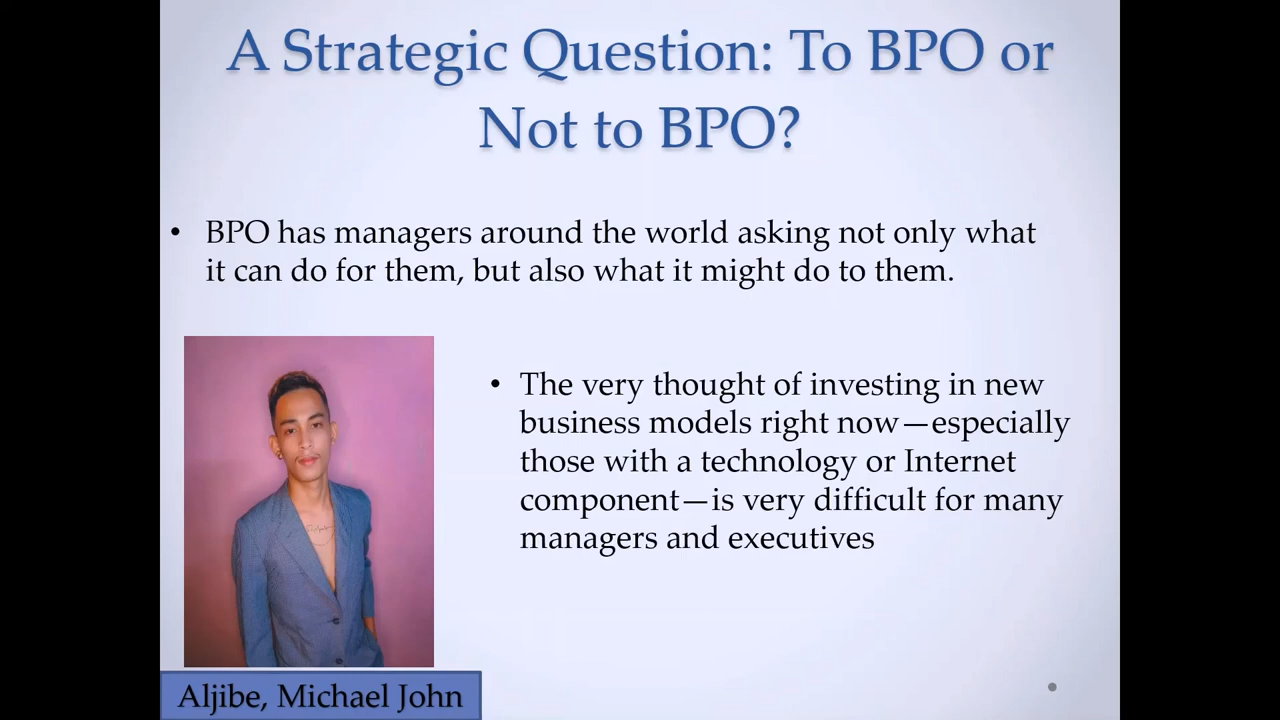 A Strategic Question: To BPO or
Not to BPO?
• BPO has managers around the world asking not only what
it can do for them, but also what it might do to them.
• The very thought of investing in new
business models right now—especially
those with a technology or Internet
component—is very difficult for many
managers and executives
Aljibe, Michael John